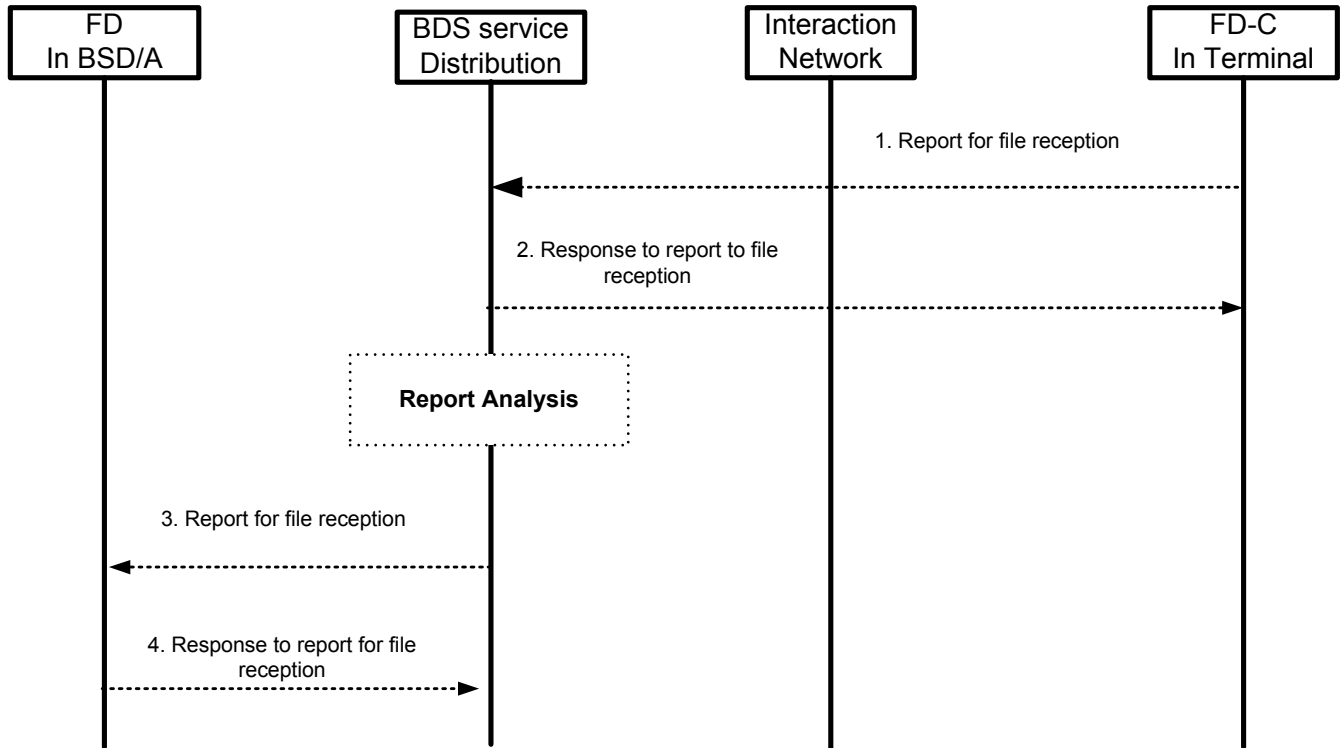 FD
In BSD/A
BDS service
Distribution
Interaction
Network
FD-C
In Terminal
1. Report for file reception
2. Response to report to file
reception
Report Analysis
3. Report for file reception
4. Response to report for file
reception